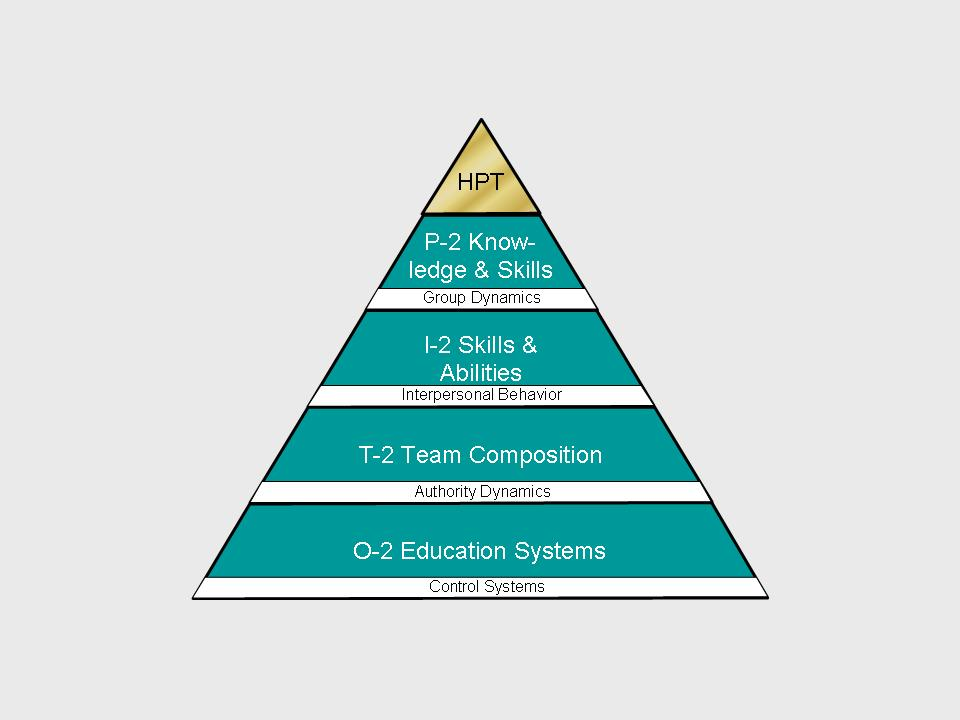 HPT
P-2 Know-
ledge & Skills
Group Dynamics
I-2 Skills &
Abilities
Interpersonal Behavior
T-2 Team Composition
Authority Dynamics
O-2 Education Systems
Control Systems